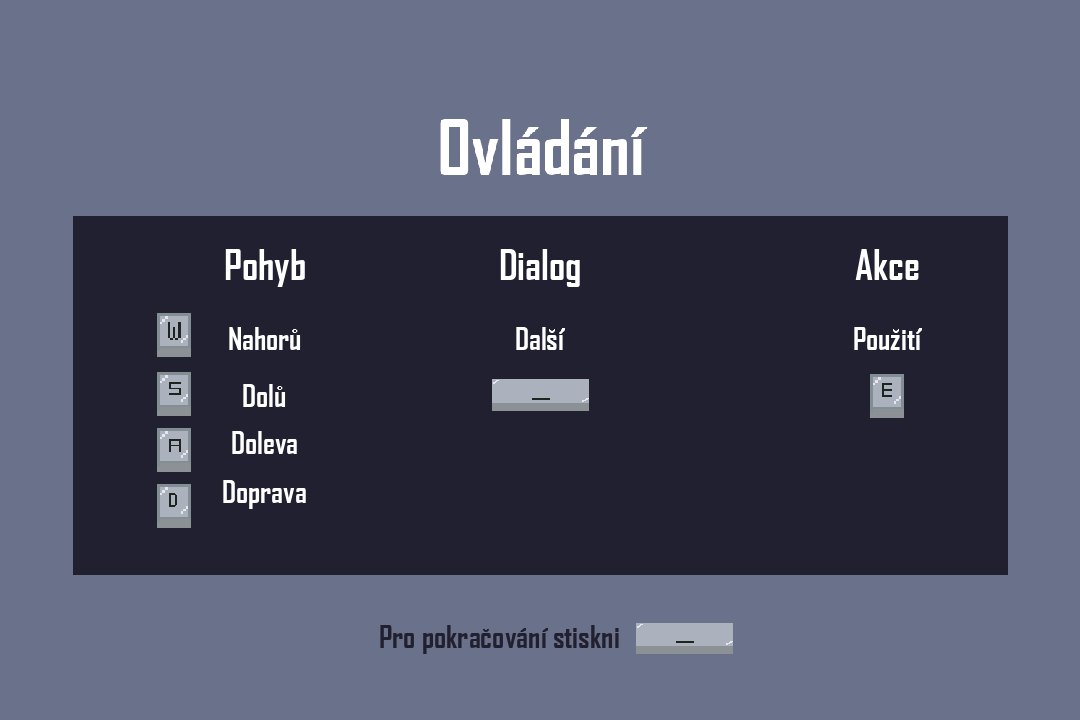 Ovládání
Pohyb Dialog Akce
W Nahorů Další Použití
S Dolů E
A Doleva
D Doprava
Pro pokračování stiskni